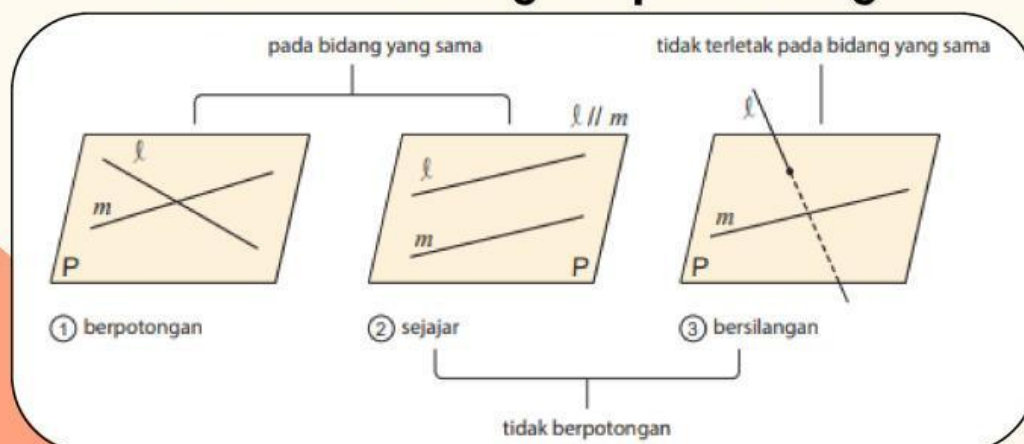 pada bidang yang sama
tidak terletak pada bidang yang sama
ℓ
m
P
ℓ // m
ℓ
m
P
ℓ
m
P
① berpotongan
② sejajar
③ bersilangan
tidak berpotongan